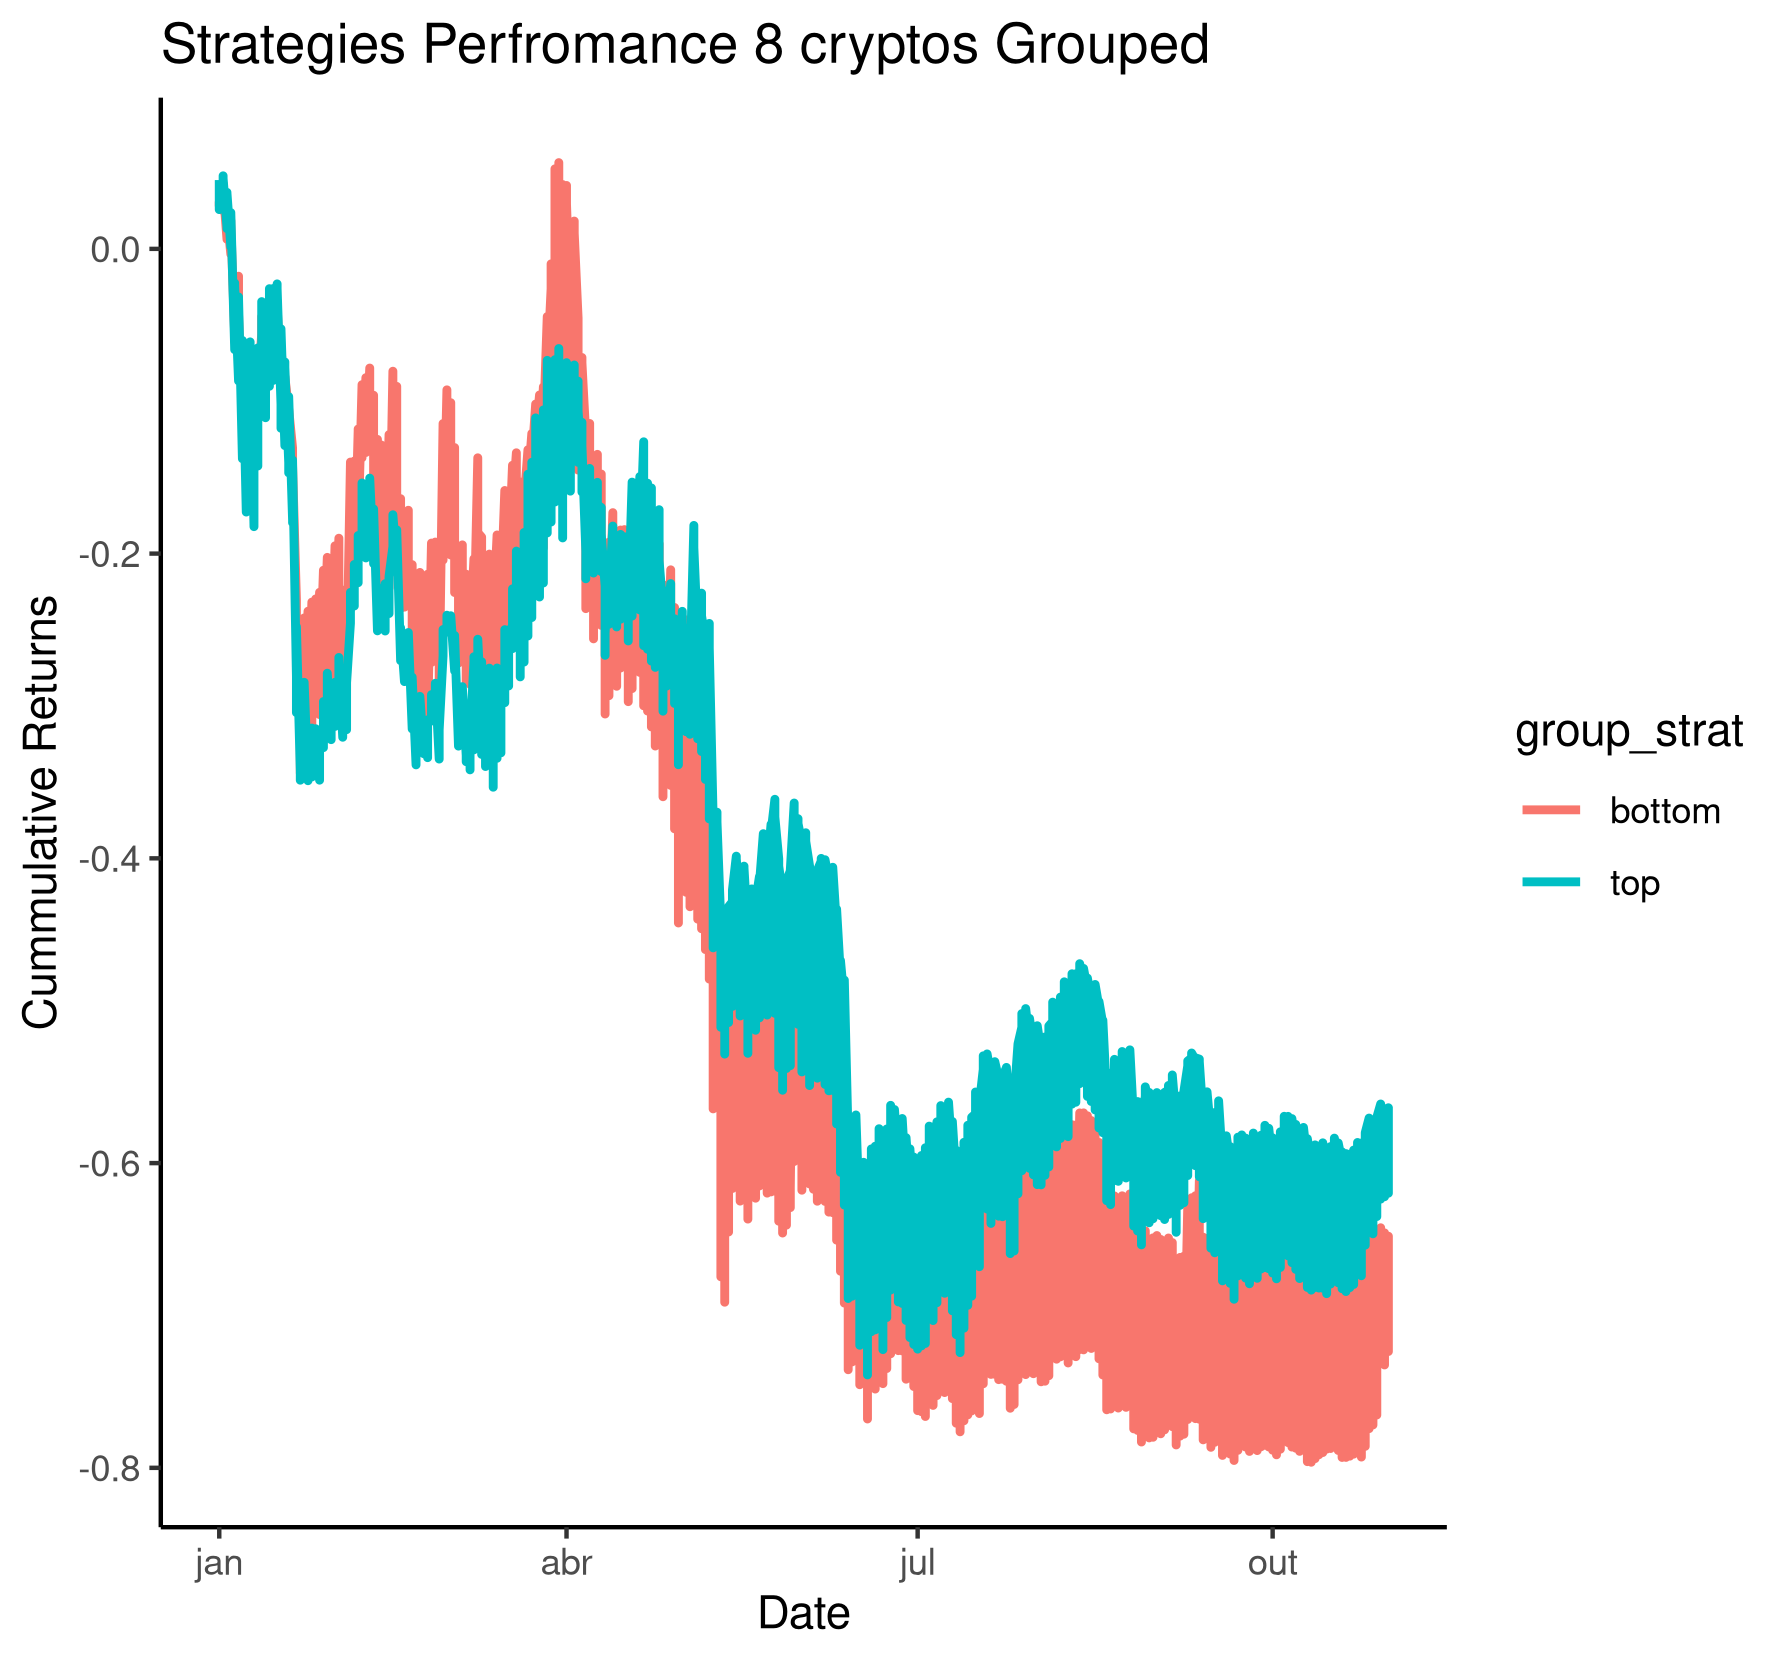 Strategies Perfromance 8 cryptos Grouped
Cummulative Returns
0.0
-0.2
-0.4
-0.6
-0.8
jan
abr
jul
out
Date
group_strat
bottom
top